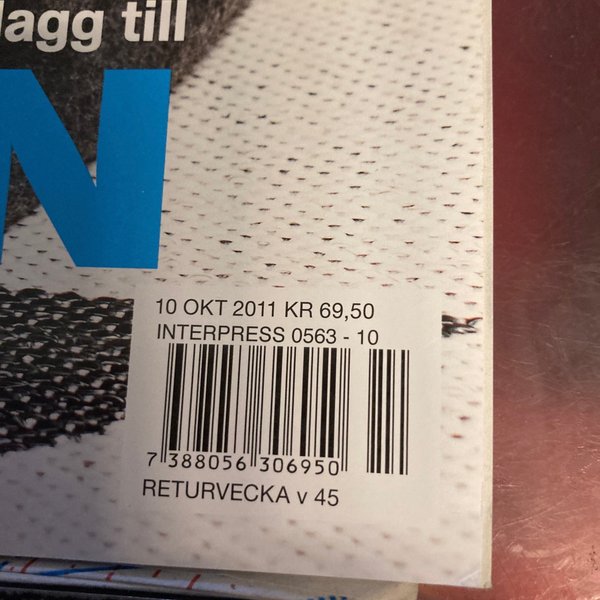 lagg till
N
10 OKT 2011 KR 69,50
INTERPRESS 0563 - 10
7 388056 306950
RETURVECKA v 45